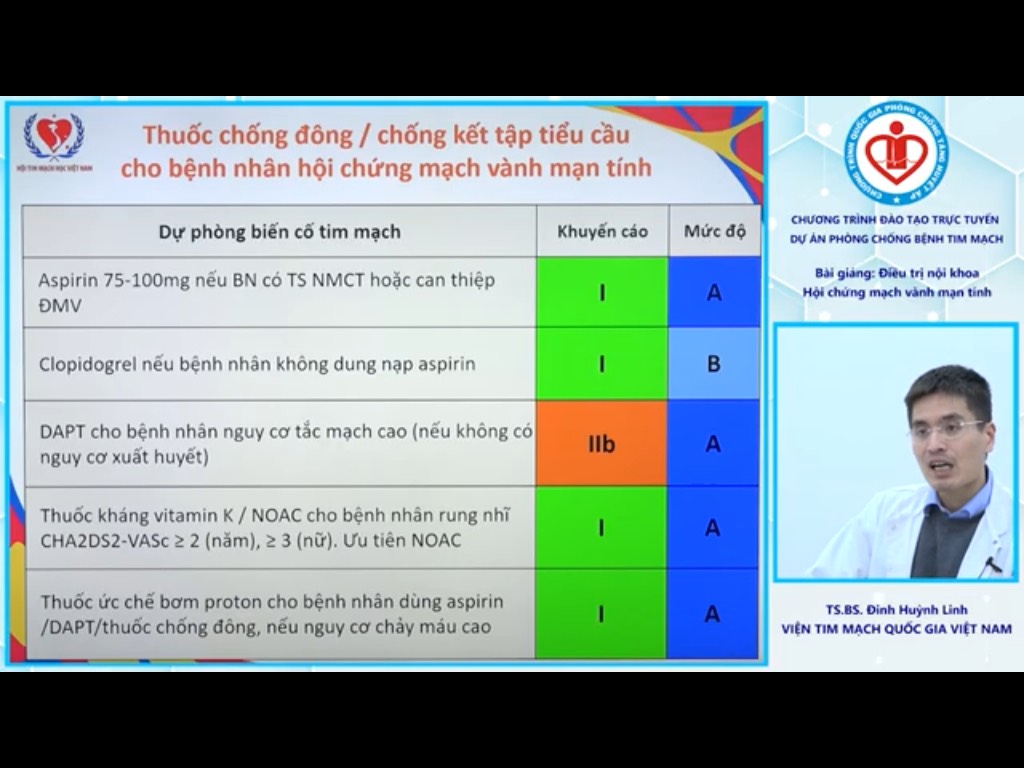 HỘI TIM MẠCH HỌC VIỆT NAM
Thuốc chống đông / chống kết tập tiểu cầu
cho bệnh nhân hội chứng mạch vành mạn tính
Dự phòng biến cố tim mạch
Khuyến cáo
Mức độ
Aspirin 75-100mg nếu BN có TS NMCT hoặc can thiệp
ĐMV
I
A
Clopidogrel nếu bệnh nhân không dung nạp aspirin
I
B
DAPT cho bệnh nhân nguy cơ tắc mạch cao (nếu không có
nguy cơ xuất huyết)
IIb
A
Thuốc kháng vitamin K / NOAC cho bệnh nhân rung nhĩ
CHA2DS2-VASc ≥ 2 (năm), ≥ 3 (nữ). Ưu tiên NOAC
I
A
Thuốc ức chế bơm proton cho bệnh nhân dùng aspirin
/DAPT/thuốc chống đông, nếu nguy cơ chảy máu cao
I
A
CHƯƠNG TRÌNH QUỐC GIA PHÒNG CHỐNG TĂNG HUYẾT ÁP
CHƯƠNG TRÌNH ĐÀO TẠO TRỰC TUYẾN
DỰ ÁN PHÒNG CHỐNG BỆNH TIM MẠCH
Bài giảng: Điều trị nội khoa
Hội chứng mạch vành mạn tính
TS.BS. Đinh Huỳnh Linh
VIỆN TIM MẠCH QUỐC GIA VIỆT NAM